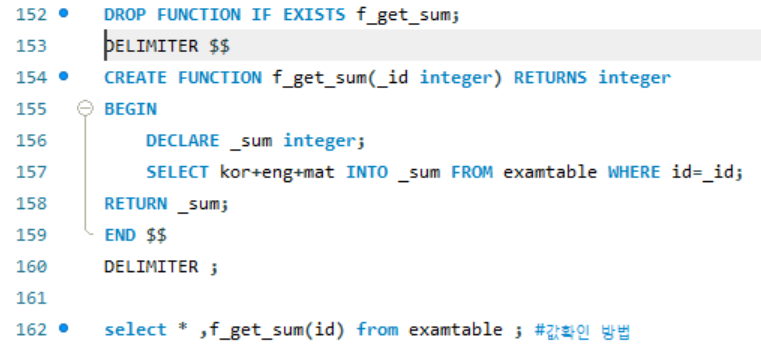 152 DROP FUNCTION IF EXISTS f_get_sum;
153 DELIMITER $$
154 CREATE FUNCTION f_get_sum(_id integer) RETURNS integer
155 BEGIN
156 DECLARE _sum integer;
157 SELECT kor+eng+mat INTO _sum FROM examtable WHERE id=_id;
158 RETURN _sum;
159 END $$
160 DELIMITER ;
161
162 select * ,f_get_sum(id) from examtable ; #값확인 방법